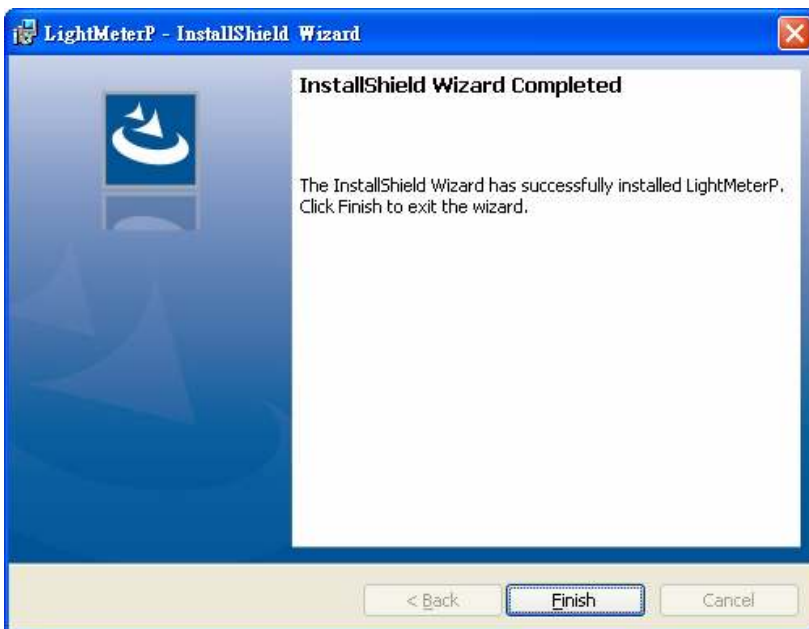 LightMeterP - InstallShield Wizard
InstallShield Wizard Completed
The InstallShield Wizard has successfully installed LightMeterP.
Click Finish to exit the wizard.
< Back
Finish
Cancel